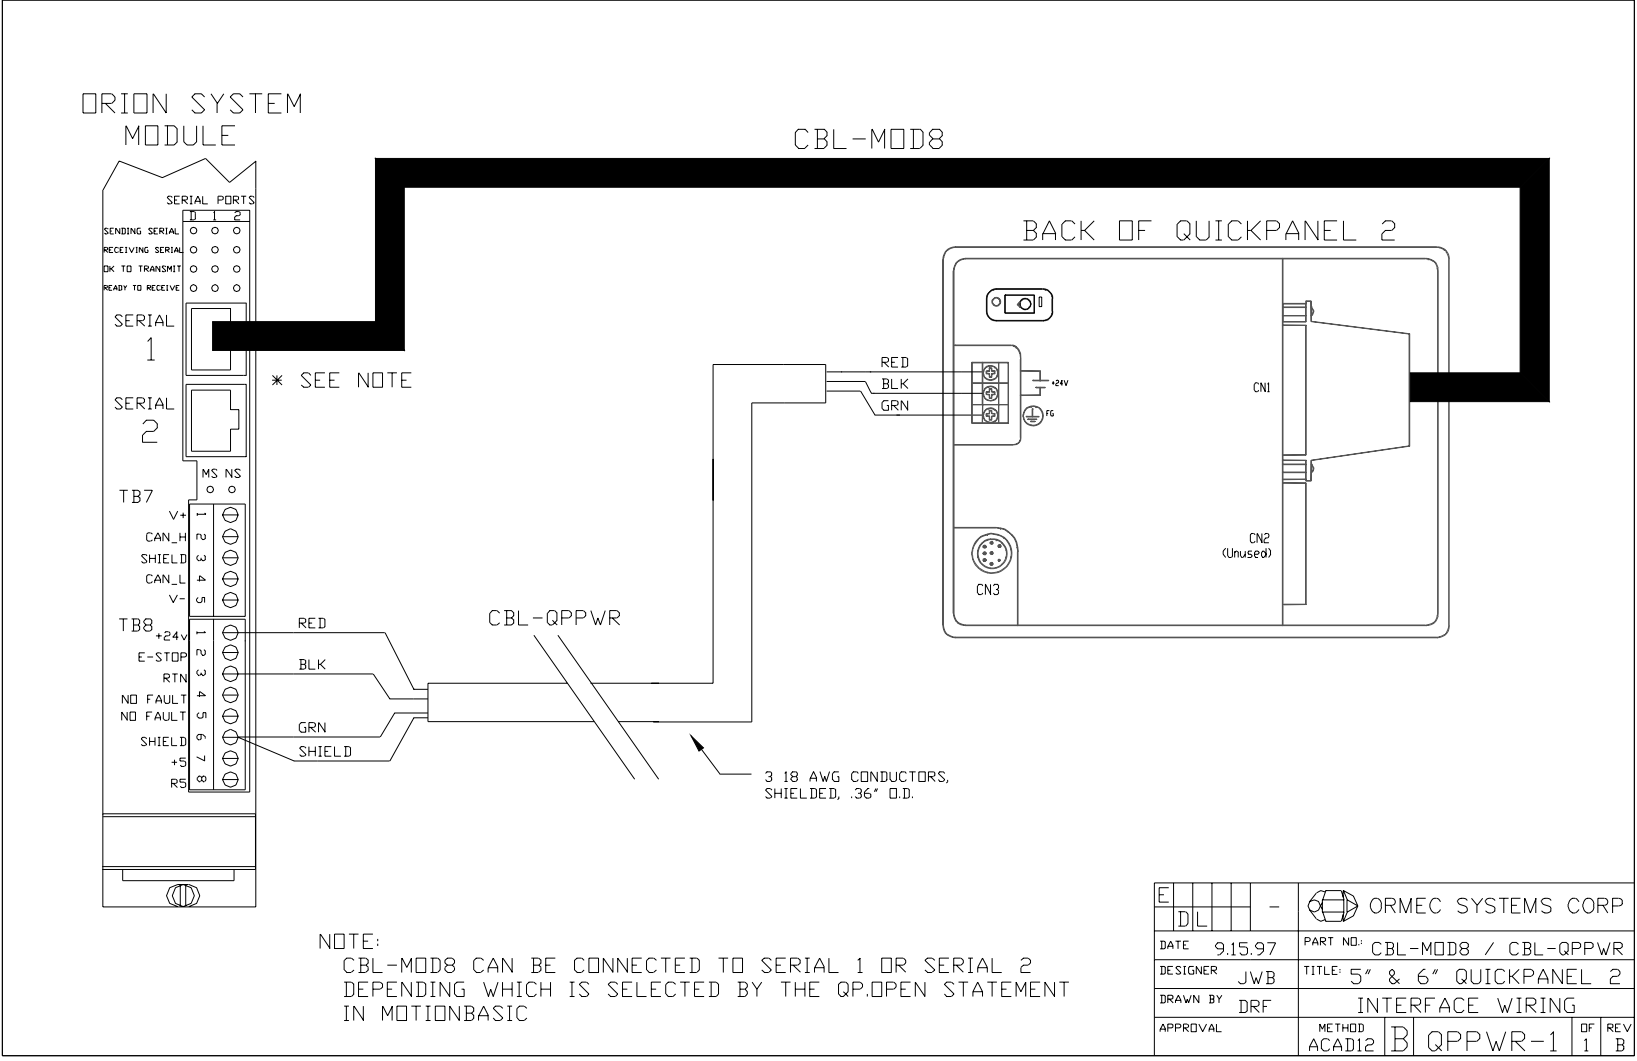 ORION SYSTEM
MODULE
CBL-MOD8
SERIAL PORTS
D 1 2
SENDING SERIAL
RECEIVING SERIAL
OK TO TRANSMIT
READY TO RECEIVE
SERIAL
1
* SEE NOTE
SERIAL
2
MS NS
TB7
V+ 1
CAN_H 2
SHIELD 3
CAN_L 4
V- 5
TB8
+24v 1
E-STOP 2
RTN 3
NO FAULT 4
NO FAULT 5
SHIELD 6
+5 7
R5 8
RED
BLK
GRN
SHIELD
CBL-QPPWR
3 18 AWG CONDUCTORS,
SHIELDED, .36" O.D.
BACK OF QUICKPANEL 2
RED
BLK
GRN
+24V
FG
CN1
CN2
(Unused)
CN3
NOTE:
CBL-MOD8 CAN BE CONNECTED TO SERIAL 1 OR SERIAL 2
DEPENDING WHICH IS SELECTED BY THE QP.OPEN STATEMENT
IN MOTIONBASIC
E
DL
-
ORMEC SYSTEMS CORP
DATE 9.15.97
PART NO.: CBL-MOD8 / CBL-QPPWR
DESIGNER JWB
TITLE: 5" & 6" QUICKPANEL 2
DRAWN BY DRF
INTERFACE WIRING
APPROVAL
METHOD
ACAD12
B
QPPWR-1
OF
1
REV
B